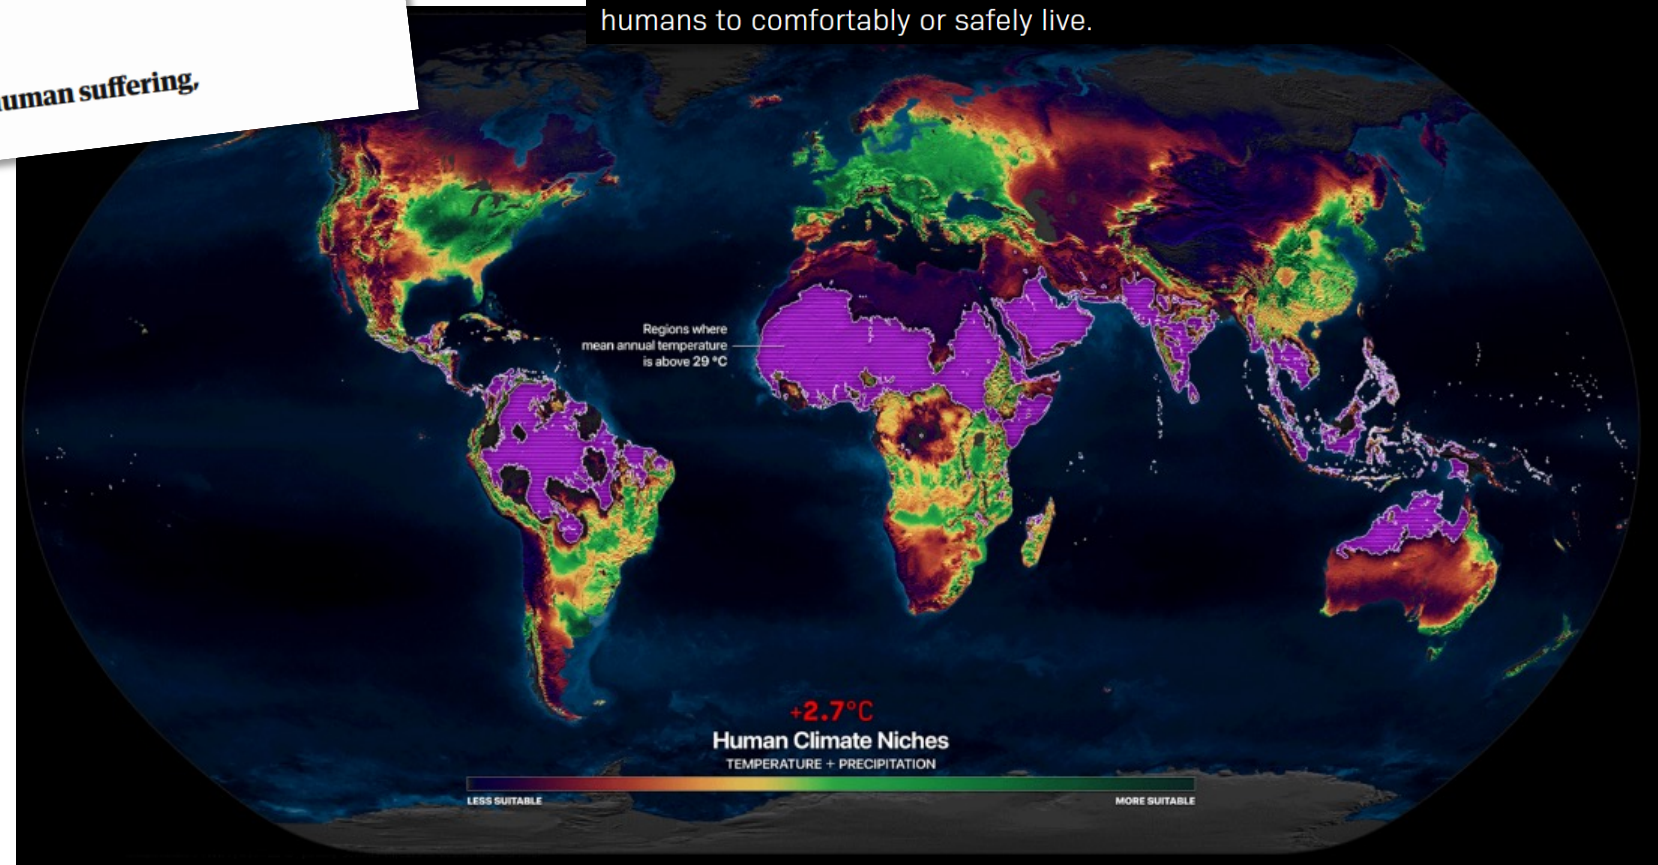 humans to comfortably or safely live.
human suffering,
Regions where
mean annual temperature
is above 29 °C
+2.7°C
Human Climate Niches
TEMPERATURE + PRECIPITATION
LESS SUITABLE
MORE SUITABLE